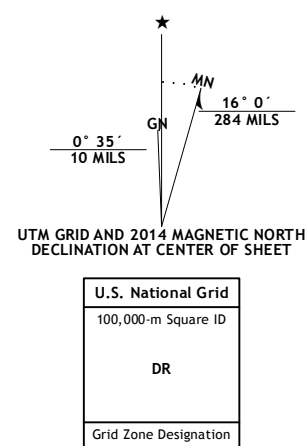 ★
MN
GN
16° 0´
284 MILS
0° 35´
10 MILS
UTM GRID AND 2014 MAGNETIC NORTH
DECLINATION AT CENTER OF SHEET
U.S. National Grid
100,000-m Square ID
DR
Grid Zone Designation